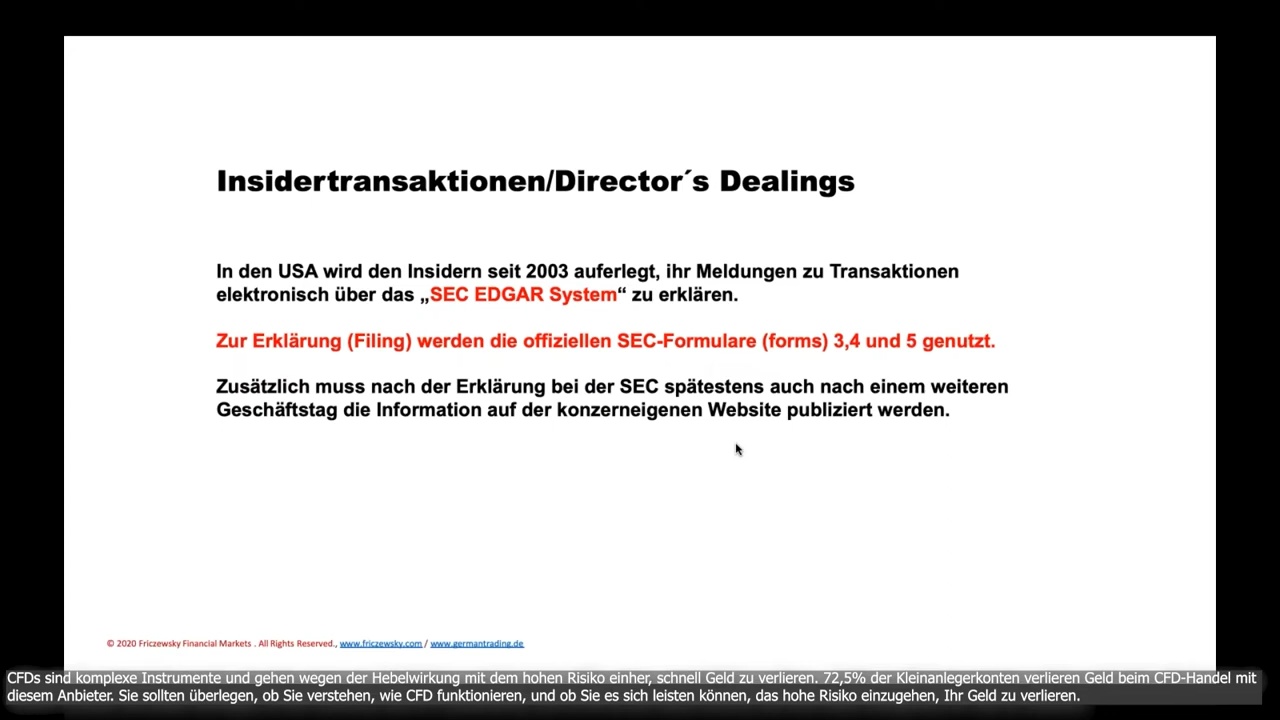 Insidertransaktionen/Director´s Dealings
In den USA wird den Insidern seit 2003 auferlegt, ihr Meldungen zu Transaktionen
elektronisch über das „SEC EDGAR System“ zu erklären.
Zur Erklärung (Filing) werden die offiziellen SEC-Formulare (forms) 3,4 und 5 genutzt.
Zusätzlich muss nach der Erklärung bei der SEC spätestens auch nach einem weiteren
Geschäftstag die Information auf der konzerneigenen Website publiziert werden.
© 2020 Friczewsky Financial Markets . All Rights Reserved., www.friczewsky.com / www.germantrading.de
CFDs sind komplexe Instrumente und gehen wegen der Hebelwirkung mit dem hohen Risiko einher, schnell Geld zu verlieren. 72,5% der Kleinanlegerkonten verlieren Geld beim CFD-Handel mit
diesem Anbieter. Sie sollten überlegen, ob Sie verstehen, wie CFD funktionieren, und ob Sie es sich leisten können, das hohe Risiko einzugehen, Ihr Geld zu verlieren.